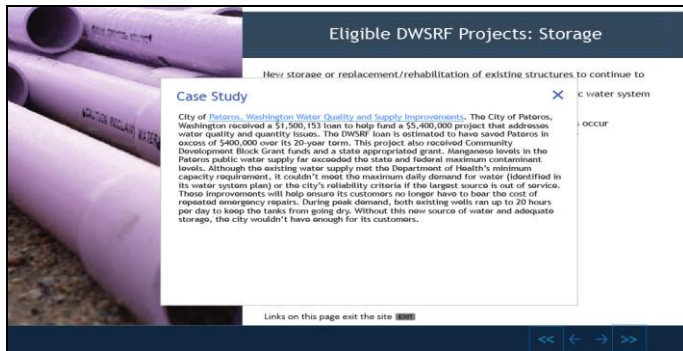 Eligible DWSRF Projects: Storage
New storage or replacement/rehabilitation of existing structures to continue to
c water system
occur
Case Study
City of Pateros, Washington Water Quality and Supply Improvements. The City of Pateros,
Washington received a $1,500,153 loan to help fund a $5,400,000 project that addresses
water quality and quantity issues. The DWSRF loan is estimated to have saved Pateros in
excess of $400,000 over its 20-year term. This project also received Community
Development Block Grant funds and a state appropriated grant. Manganese levels in the
Pateros public water supply far exceeded the state and federal maximum contaminant
levels. Although the existing water supply met the Department of Health's minimum
capacity requirement, it couldn't meet the maximum daily demand for water (identified in
its water system plan) or the city's reliability criteria if the largest source is out of service.
These improvements will help ensure its customers no longer have to bear the cost of
repeated emergency repairs. During peak demand, both existing wells ran up to 20 hours
per day to keep the tanks from going dry. Without this new source of water and adequate
storage, the city wouldn't have enough for its customers.
Links on this page exit the site EXIT